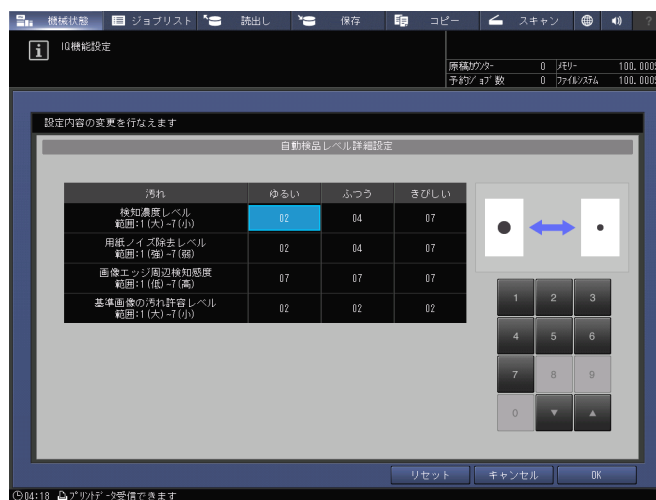 機械状態 ジョブリスト 読出し 保存 コピー スキャン ?
i IQ機能設定
原稿ｶｳﾝﾀｰ 0 ﾒﾓﾘｰ 100.000%
予約ｼﾞｮﾌﾞ数 0 ﾌｧｲﾙｼｽﾃﾑ 100.000%
設定内容の変更を行なえます
自動検品レベル詳細設定
汚れ ゆるい ふつう きびしい
検知濃度レベル
範囲:1(大)-7(小) 02 04 07
用紙ノイズ除去レベル
範囲:1(強)-7(弱) 02 04 07
画像エッジ周辺検知感度
範囲:1(低)-7(高) 07 07 07
基準画像の汚れ許容レベル
範囲:1(大)-7(小) 02 02 02
1 2 3
4 5 6
7 8 9
0 ▼ ▲
リセット キャンセル OK
04:18 ﾌﾟﾘﾝﾄﾃﾞｰﾀ受信できます